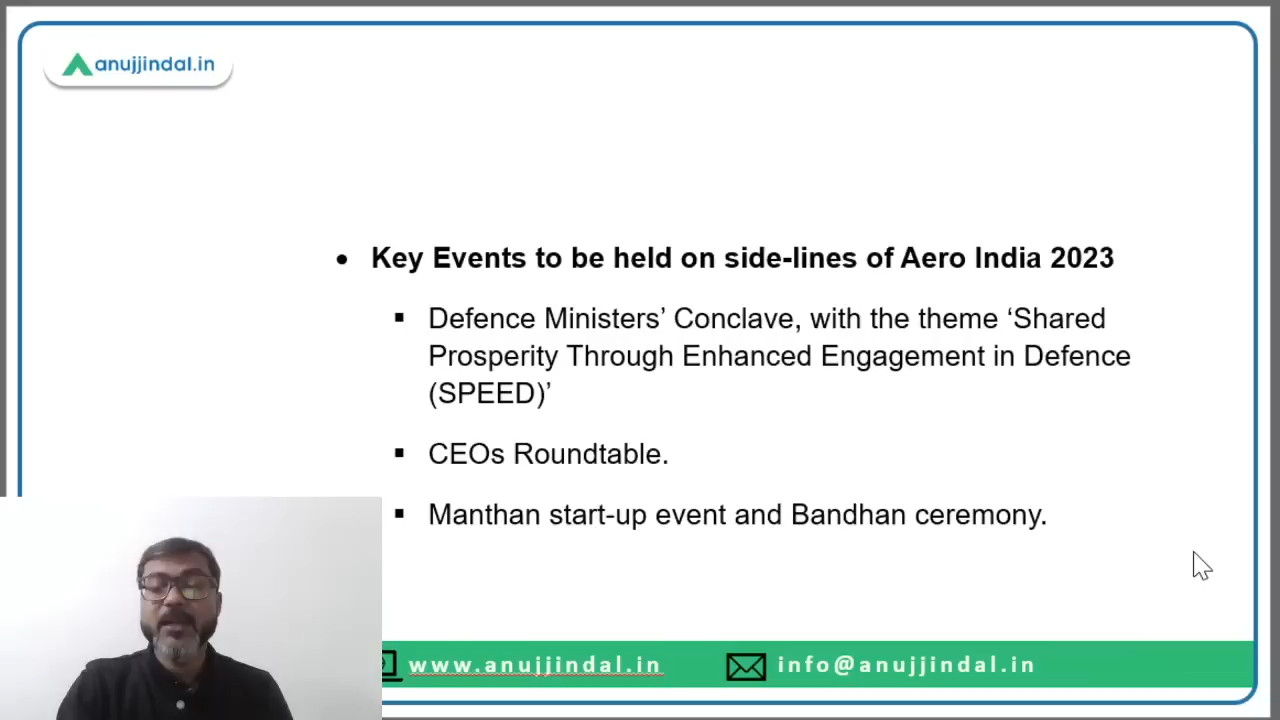 anujjindal.in
• Key Events to be held on side-lines of Aero India 2023
▪ Defence Ministers’ Conclave, with the theme ‘Shared
Prosperity Through Enhanced Engagement in Defence
(SPEED)’
▪ CEOs Roundtable.
▪ Manthan start-up event and Bandhan ceremony.
www.anujjindal.in info@anujjindal.in